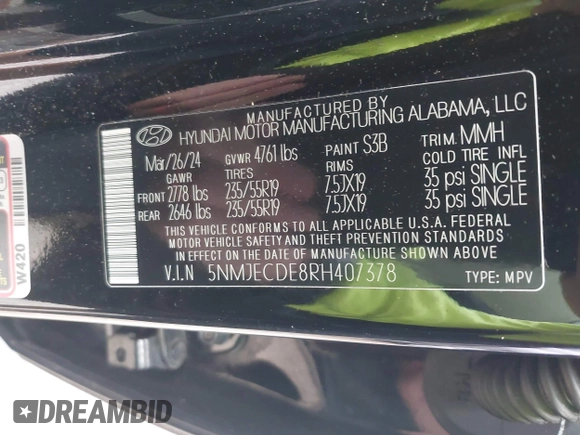 MANUFACTURED BY
HYUNDAI MOTOR MANUFACTURING ALABAMA, LLC
Mar/26/24 GVWR 4761 lbs PAINT S3B TRIM: MMH
GAWR TIRES RIMS COLD TIRE INFL
FRONT 2778 lbs 235/55R19 7.5JX19 35 psi SINGLE
REAR 2646 lbs 235/55R19 7.5JX19 35 psi SINGLE
THIS VEHICLE CONFORMS TO ALL APPLICABLE U.S.A. FEDERAL
MOTOR VEHICLE SAFETY AND THEFT PREVENTION STANDARDS
IN EFFECT ON THE DATE OF MANUFACTURE SHOWN ABOVE.
V.I.N 5NMJECDE8RH407378 TYPE: MPV
W420
DREAMBID